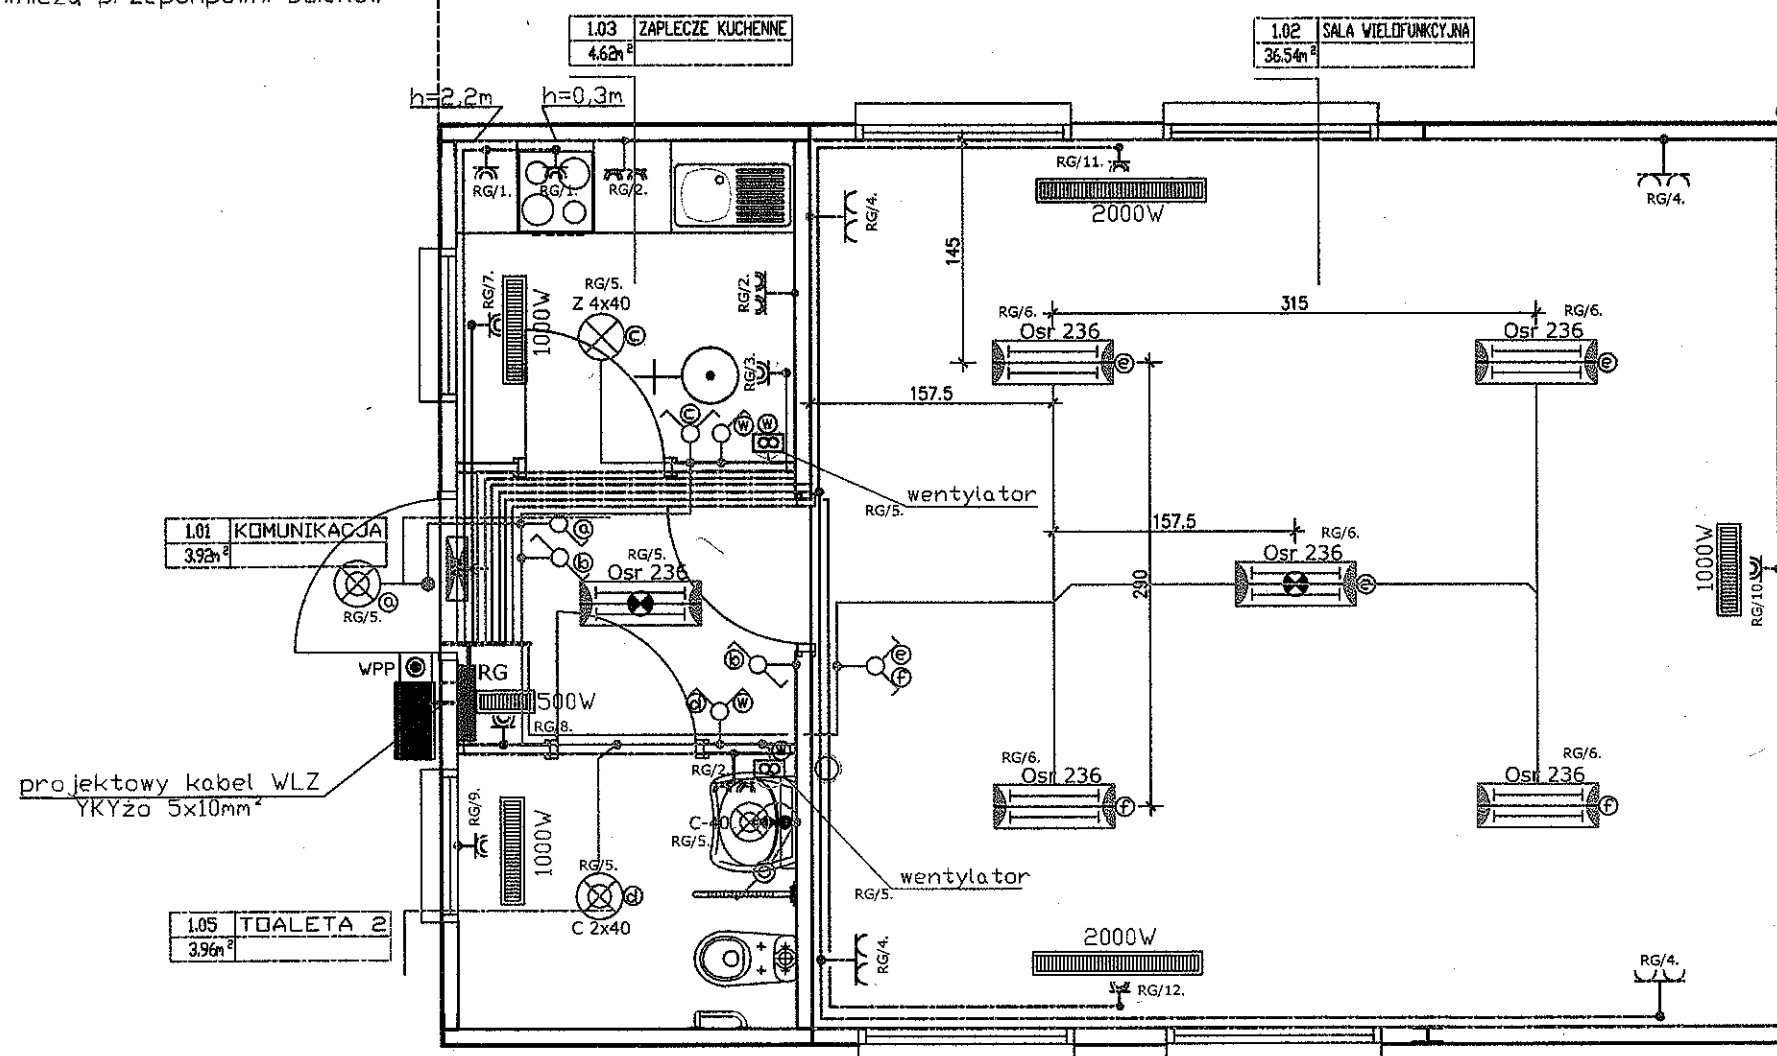 przepompowni
1.03 ZAPLECZE KUCHENNE
4.62m²
1.02 SALA WIELOFUNKCYJNA
36.54m²
h=2,2m
h=0,3m
RG/1.
RG/1.
RG/2.
RG/4.
RG/11.
2000W
RG/4.
145
RG/7.
1000W
RG/5.
Z 4x40
c
RG/2.
RG/3.
c
w
w
315
RG/6.
Osr 236
e
RG/6.
Osr 236
e
157.5
wentylator
RG/5.
157.5
RG/6.
Osr 236
e
290
1000W
RG/10.
1.01 KOMUNIKACJA
3.92m²
a
b
RG/5.
a
RG/5.
Osr 236
WPP
RG
500W
RG/8.
b
d
w
e
f
projektowy kabel WLZ
YKYżo 5x10mm²
RG/2.
w
C-40
RG/5.
RG/9.
1000W
RG/5.
d
C 2x40
wentylator
RG/5.
RG/6.
Osr 236
f
RG/6.
Osr 236
f
1.05 TOALETA 2
3.96m²
RG/4.
2000W
RG/12.
RG/4.